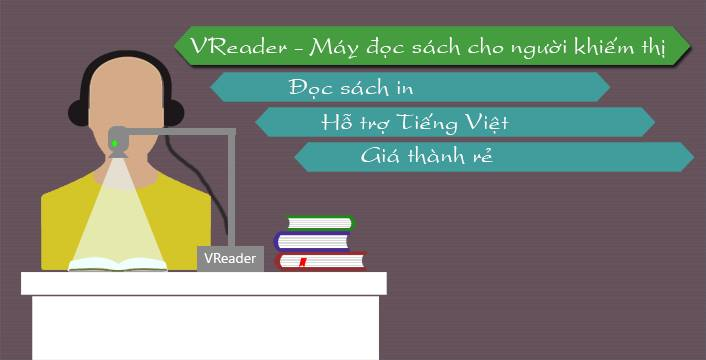 VReader - Máy đọc sách cho người khiếm thị
Đọc sách in
Hỗ trợ Tiếng Việt
Giá thành rẻ
VReader